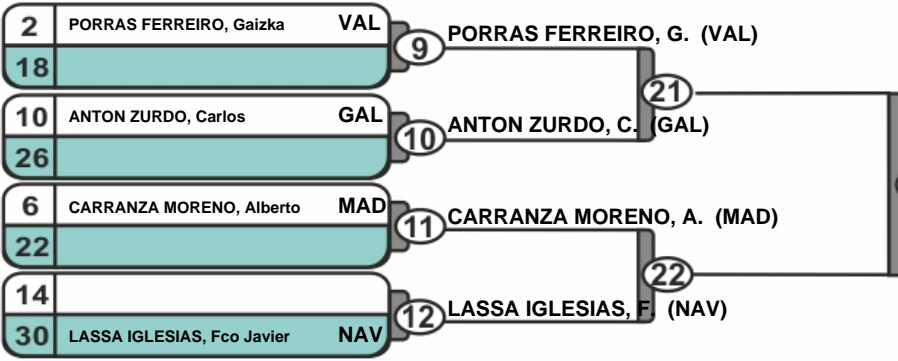 2 PORRAS FERREIRO, Gaizka VAL
18
9 PORRAS FERREIRO, G. (VAL)
21
10 ANTON ZURDO, Carlos GAL
26
10 ANTON ZURDO, C. (GAL)
6 CARRANZA MORENO, Alberto MAD
22
11 CARRANZA MORENO, A. (MAD)
22
14
30 LASSA IGLESIAS, Fco Javier NAV
12 LASSA IGLESIAS, F. (NAV)